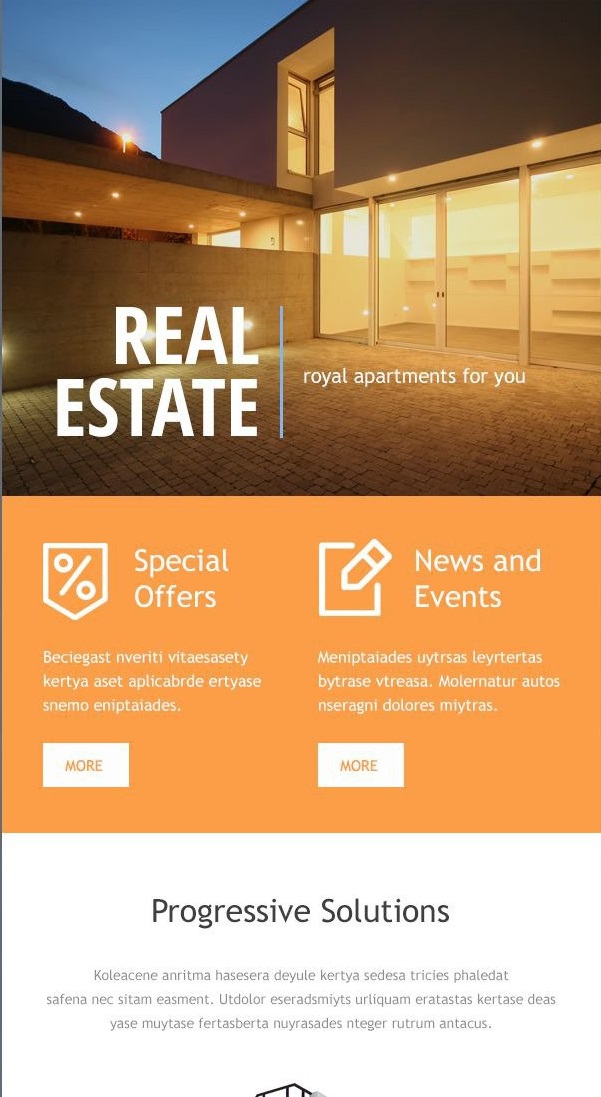 REAL
ESTATE
royal apartments for you
Special
Offers
Beciegast nveriti vitaesasety
kertya aset aplicabrde ertyase
snemo eniptaiades.
MORE
News and
Events
Meniptaiades uytrsas leyrtertas
bytrase vtreasa. Molernatur autos
nseragni dolores miytras.
MORE
Progressive Solutions
Koleacene anritma hasesera deyule kertya sedesa tricies phaledat
safena nec sitam easment. Utdolor eseradsmiyts urliquam eratastas kertase deas
yase muytase fertasberta nuyrasades nteger rutrum antacus.